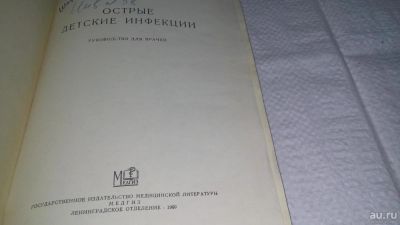 ОСТРЫЕ
ДЕТСКИЕ ИНФЕКЦИИ
РУКОВОДСТВО ДЛЯ ВРАЧЕЙ
МЕДГИЗ
ГОСУДАРСТВЕННОЕ ИЗДАТЕЛЬСТВО МЕДИЦИНСКОЙ ЛИТЕРАТУРЫ
МЕДГИЗ
ЛЕНИНГРАДСКОЕ ОТДЕЛЕНИЕ · 1960
au.ru